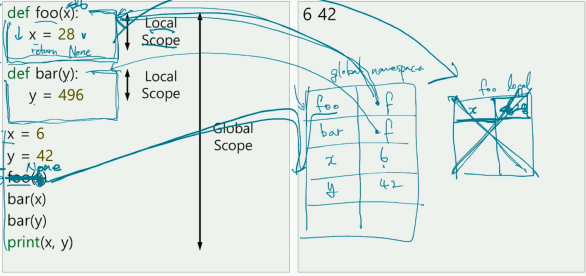 def foo(x):
x = 28
return None
Local
Scope
def bar(y):
y = 496
Local
Scope
x = 6
y = 42
None
bar(x)
bar(y)
print(x, y)
Global
Scope
6 42
global namespace
foo f
bar f
x 6
y 42
foo local
x